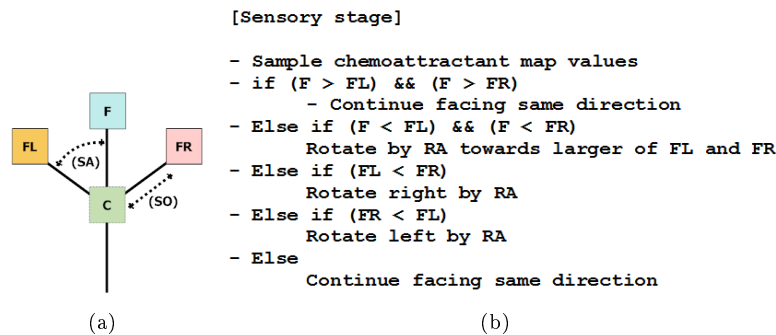 F
FL
FR
(SA)
(SO)
C
(a)
[Sensory stage]
- Sample chemoattractant map values
- if (F > FL) && (F > FR)
- Continue facing same direction
- Else if (F < FL) && (F < FR)
Rotate by RA towards larger of FL and FR
- Else if (FL < FR)
Rotate right by RA
- Else if (FR < FL)
Rotate left by RA
- Else
Continue facing same direction
(b)